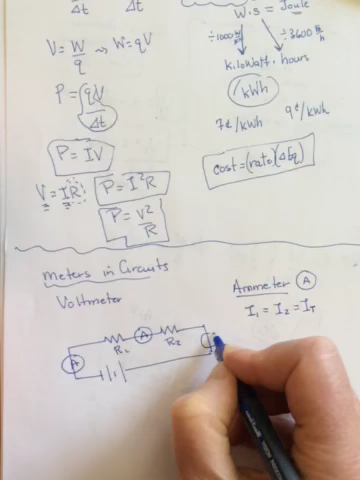 Δt Δt
W·s = Joule
÷1000 ÷3600
V = W/q → W = qV
kiloWatt·hours
kWh
P = qV/Δt
7¢/kWh 9¢/kWh
P = IV
cost = (rate)(ΔEq)
V = IR P = I²R
P = V²/R
Meters in Circuits
Voltmeter
Ammeter A
I₁ = I₂ = I_T
A
R₁ R₂
A